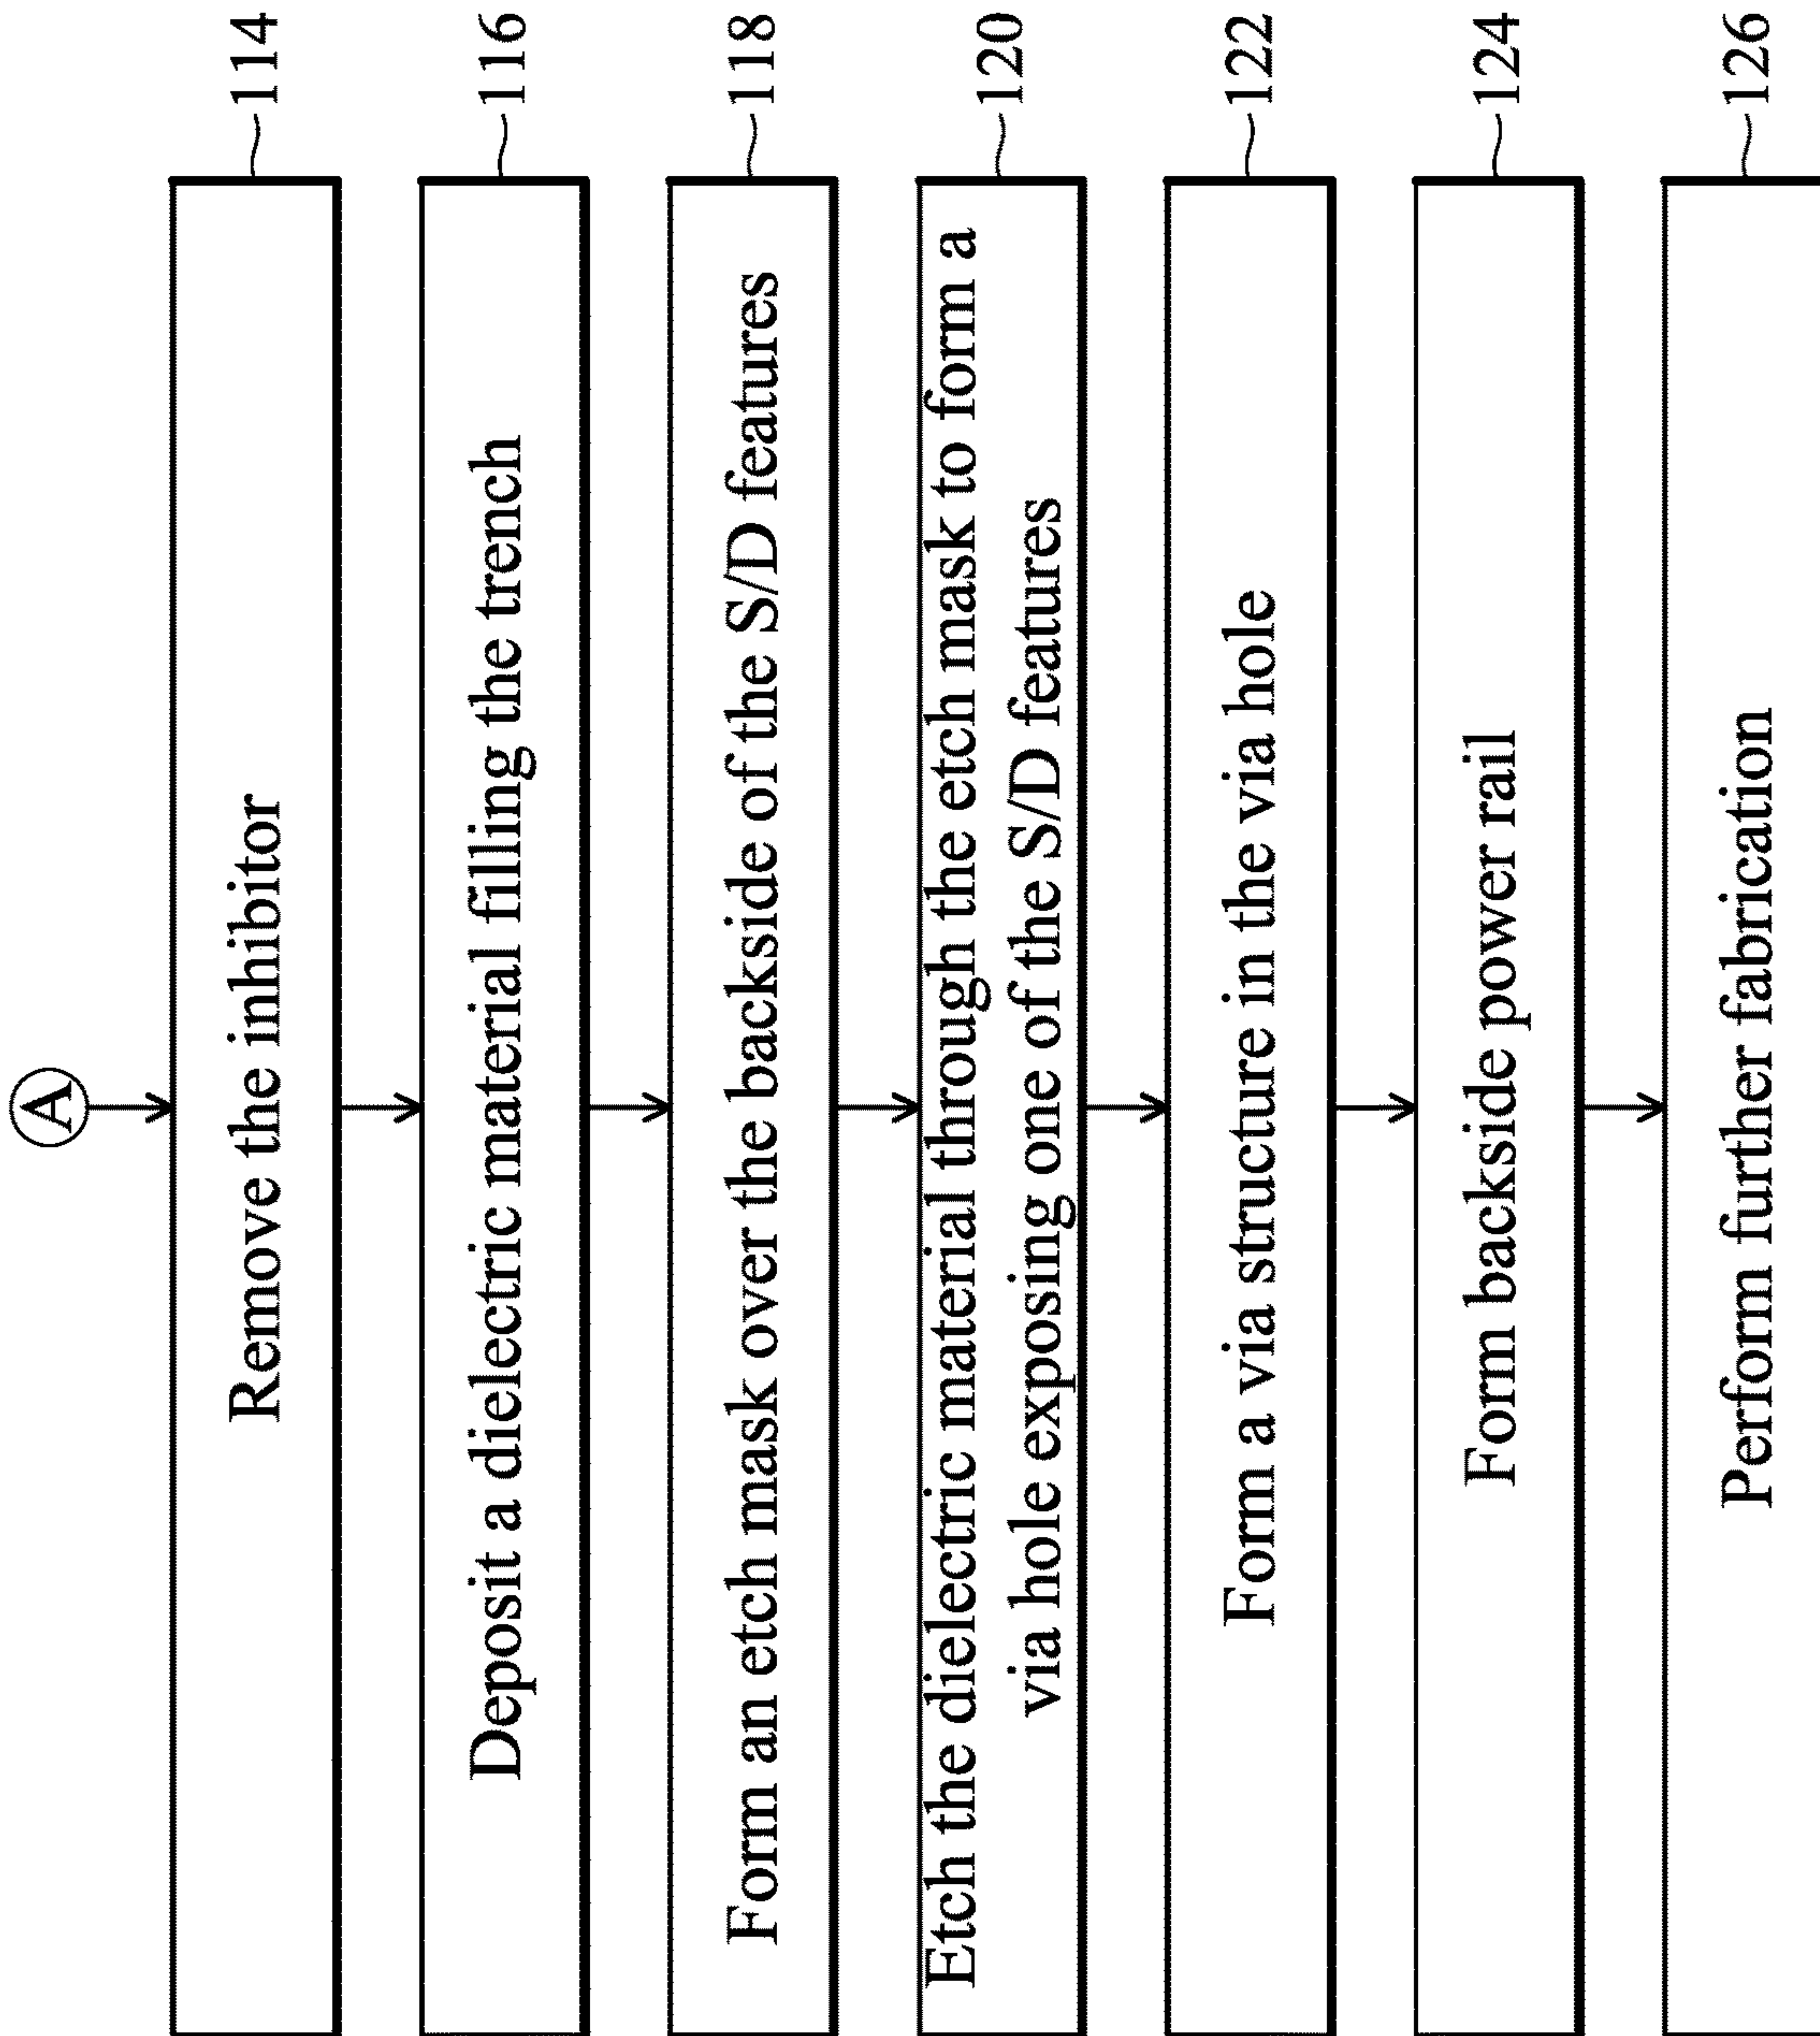 A
Remove the inhibitor
114
Deposit a dielectric material filling the trench
116
Form an etch mask over the backside of the S/D features
118
Etch the dielectric material through the etch mask to form a
via hole exposing one of the S/D features
120
Form a via structure in the via hole
122
Form backside power rail
124
Perform further fabrication
126